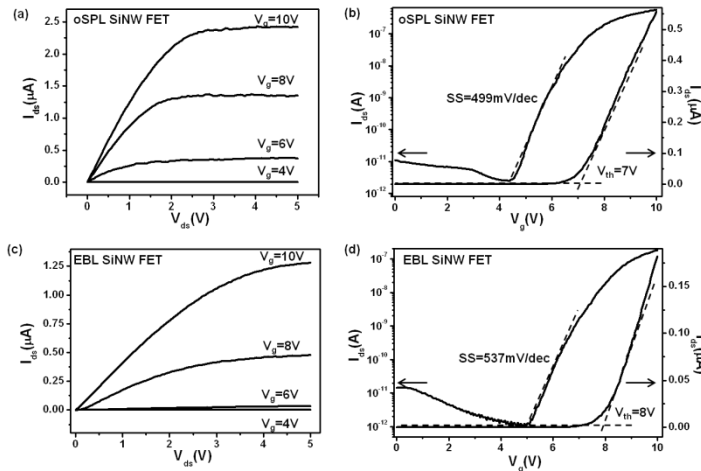 (a)
oSPL SiNW FET
Vg=10V
Vg=8V
Vg=6V
Vg=4V
2.5
2.0
1.5
1.0
0.5
0.0
Ids(μA)
0 1 2 3 4 5
Vds(V)
(b)
oSPL SiNW FET
10-7
10-8
10-9
10-10
10-11
10-12
Ids(A)
SS=499mV/dec
Vth=7V
0.5
0.4
0.3
0.2
0.1
0.0
Ids(μA)
0 2 4 6 8 10
Vg(V)
(c)
EBL SiNW FET
Vg=10V
Vg=8V
Vg=6V
Vg=4V
1.25
1.00
0.75
0.50
0.25
0.00
Ids(μA)
0 1 2 3 4 5
Vds(V)
(d)
EBL SiNW FET
10-7
10-8
10-9
10-10
10-11
10-12
Ids(A)
SS=537mV/dec
Vth=8V
0.15
0.10
0.05
0.00
Ids(μA)
0 2 4 6 8 10
Vg(V)